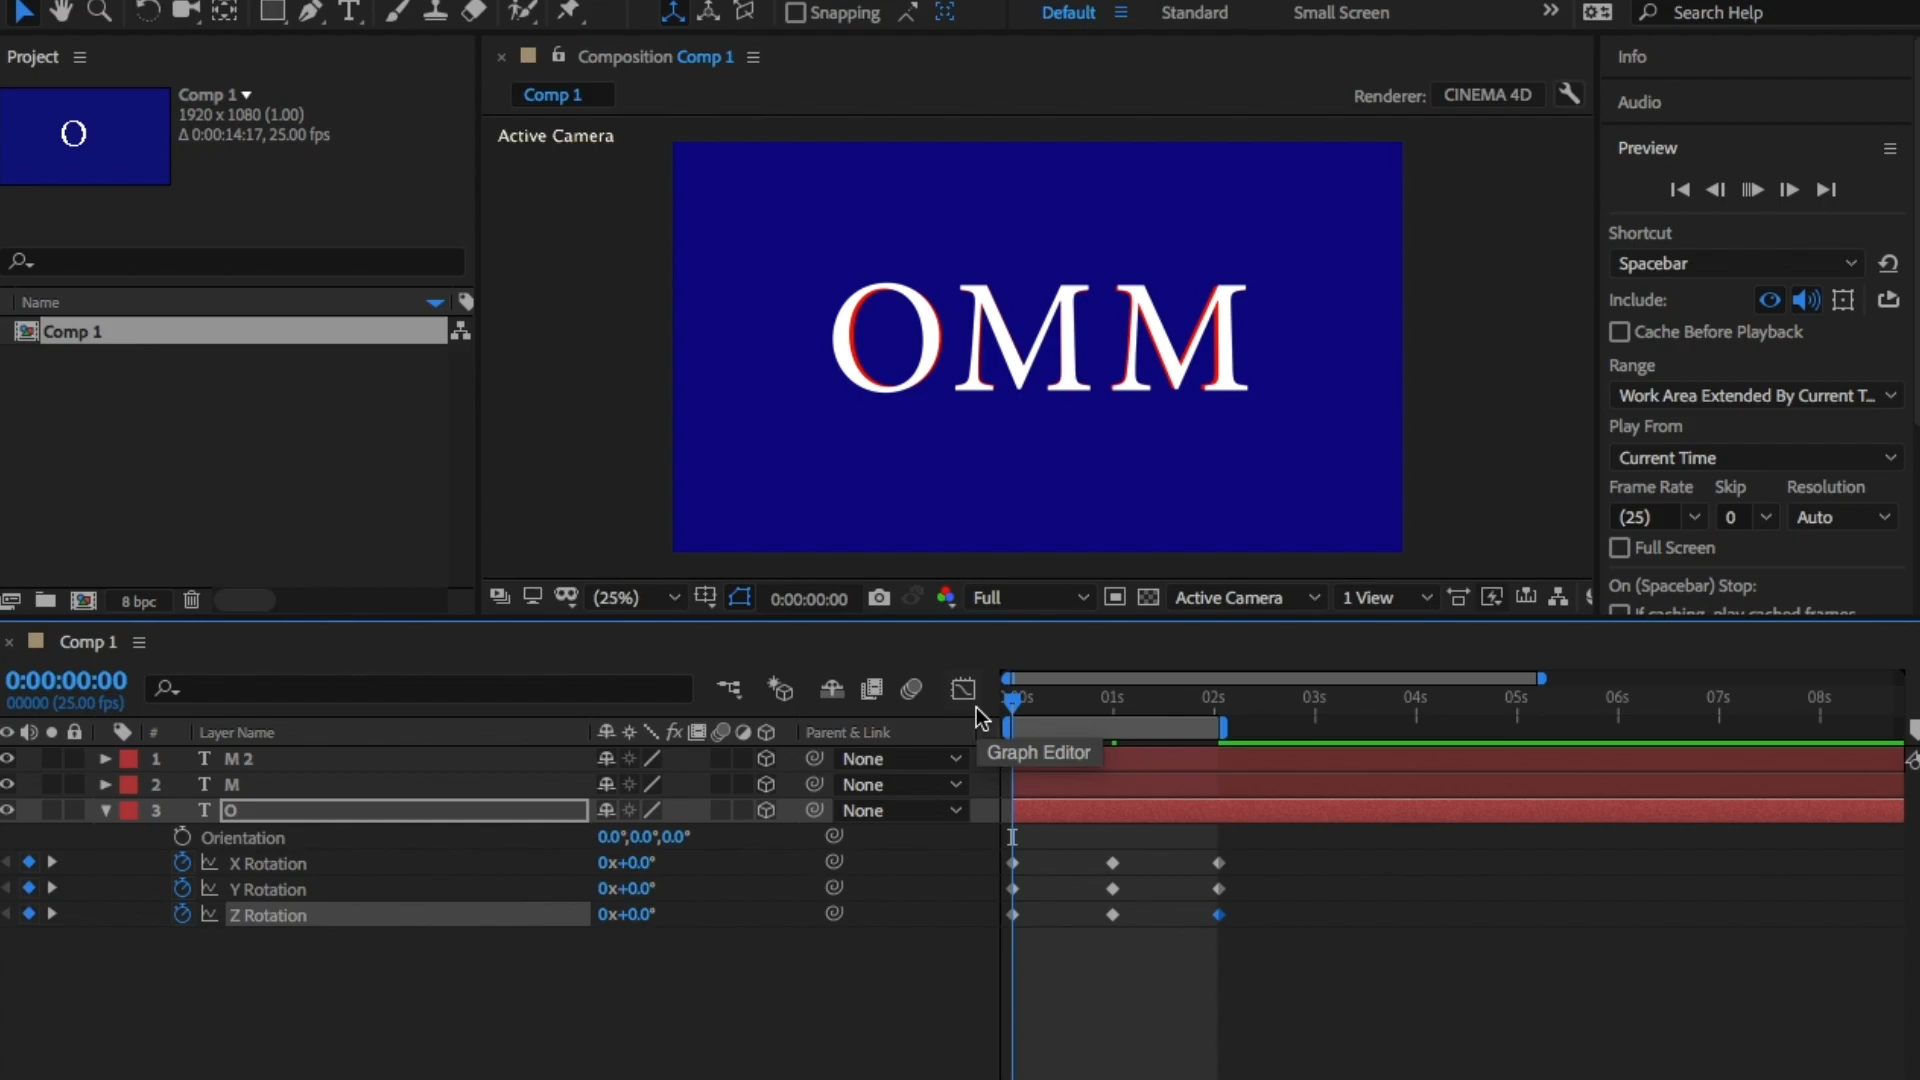 Snapping
Default
Standard
Small Screen
Search Help
Project
Comp 1
1920 x 1080 (1.00)
Δ 0:00:14:17, 25.00 fps
O
Name
Comp 1
8 bpc
Composition Comp 1
Comp 1
Renderer: CINEMA 4D
Active Camera
OMM
(25%)
0:00:00:00
Full
Active Camera
1 View
Info
Audio
Preview
Shortcut
Spacebar
Include:
Cache Before Playback
Range
Work Area Extended By Current T...
Play From
Current Time
Frame Rate Skip Resolution
(25) 0 Auto
Full Screen
On (Spacebar) Stop:
If caching, play cached frames
Comp 1
0:00:00:00
00000 (25.00 fps)
01s 02s 03s 04s 05s 06s 07s 08s
# Layer Name fx Parent & Link
Graph Editor
1 T M 2 None
2 T M None
3 T O None
Orientation 0.0°,0.0°,0.0°
X Rotation 0x+0.0°
Y Rotation 0x+0.0°
Z Rotation 0x+0.0°